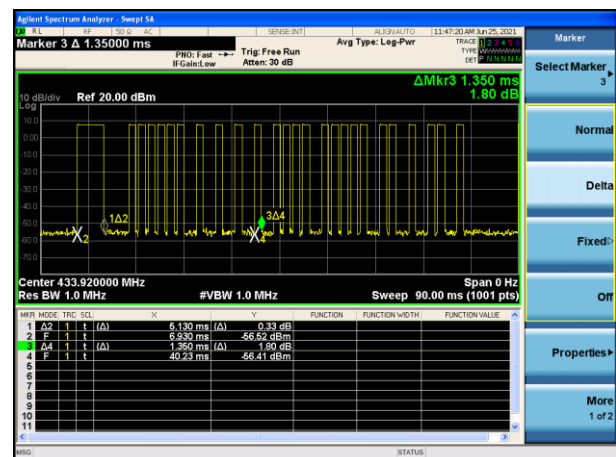 Agilent Spectrum Analyzer - Swept SA
RL RF 50 Ω AC SENSE:INT ALIGNAUTO 11:47:20 AM Jun 25, 2021
Marker 3 Δ 1.35000 ms
PNO: Fast
IFGain:Low
Trig: Free Run
Atten: 30 dB
Avg Type: Log-Pwr
TRACE 1 2 3 4 5 6
TYPE
DET P N N N N N
ΔMkr3 1.350 ms
1.80 dB
10 dB/div Ref 20.00 dBm
Log
10.0
0.00
-10.0
-20.0
-30.0
-40.0
-50.0
-60.0
-70.0
1Δ2
2
3Δ4
4
Center 433.920000 MHz Span 0 Hz
Res BW 1.0 MHz #VBW 1.0 MHz Sweep 90.00 ms (1001 pts)
MKR MODE TRC SCL X Y FUNCTION FUNCTION WIDTH FUNCTION VALUE
1 Δ2 1 t (Δ) 5.130 ms (Δ) 0.33 dB
2 F 1 t 6.930 ms -56.52 dBm
3 Δ4 1 t (Δ) 1.350 ms (Δ) 1.80 dB
4 F 1 t 40.23 ms -56.41 dBm
5
6
7
8
9
10
11
MSG STATUS
Marker
Select Marker
3
Normal
Delta
Fixed
Off
Properties
More
1 of 2